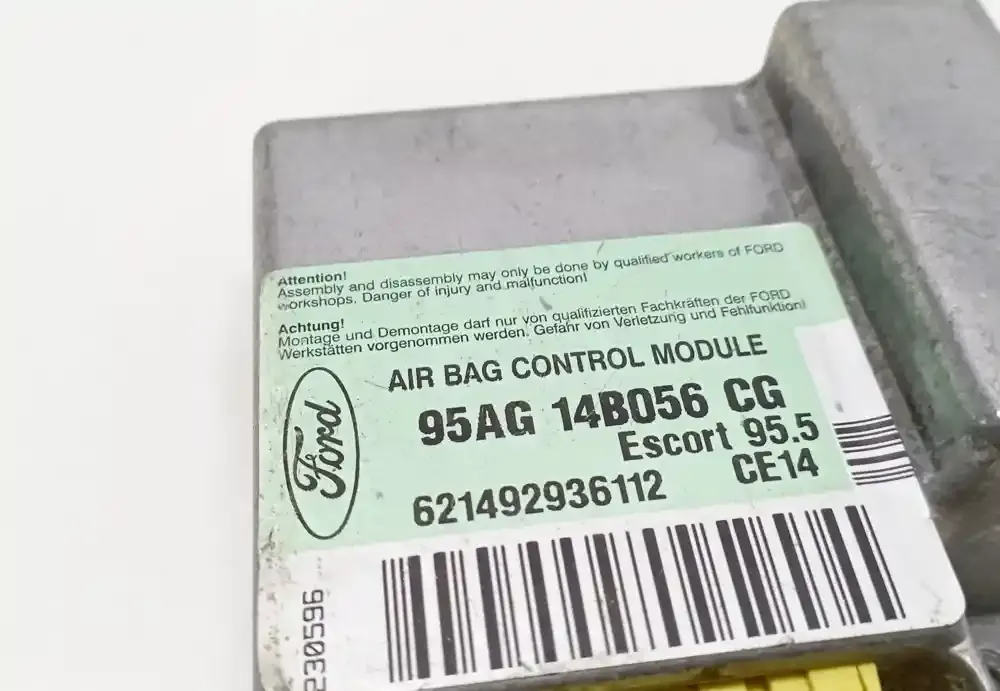 Attention!
Assembly and disassembly may only be done by qualified workers of FORD
workshops. Danger of injury and malfunction!
Achtung!
Montage und Demontage darf nur von qualifizierten Fachkräften der FORD
Werkstätten vorgenommen werden. Gefahr von Verletzung und Fehlfunktion!
AIR BAG CONTROL MODULE
95AG 14B056 CG
Escort 95.5
621492936112 CE14
Ford
230596